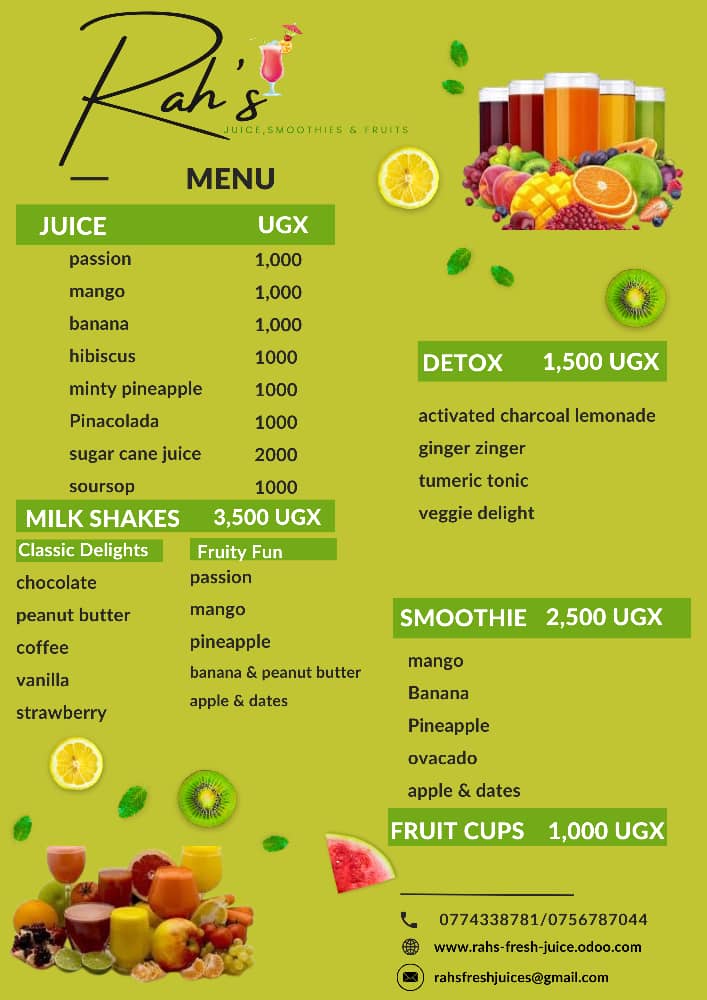 Rah's
JUICE,SMOOTHIES & FRUITS
MENU
JUICE UGX
passion 1,000
mango 1,000
banana 1,000
hibiscus 1000
minty pineapple 1000
Pinacolada 1000
sugar cane juice 2000
soursop 1000
MILK SHAKES 3,500 UGX
Classic Delights
chocolate
peanut butter
coffee
vanilla
strawberry
Fruity Fun
passion
mango
pineapple
banana & peanut butter
apple & dates
DETOX 1,500 UGX
activated charcoal lemonade
ginger zinger
tumeric tonic
veggie delight
SMOOTHIE 2,500 UGX
mango
Banana
Pineapple
ovacado
apple & dates
FRUIT CUPS 1,000 UGX
0774338781/0756787044
www.rahs-fresh-juice.odoo.com
rahsfreshjuices@gmail.com